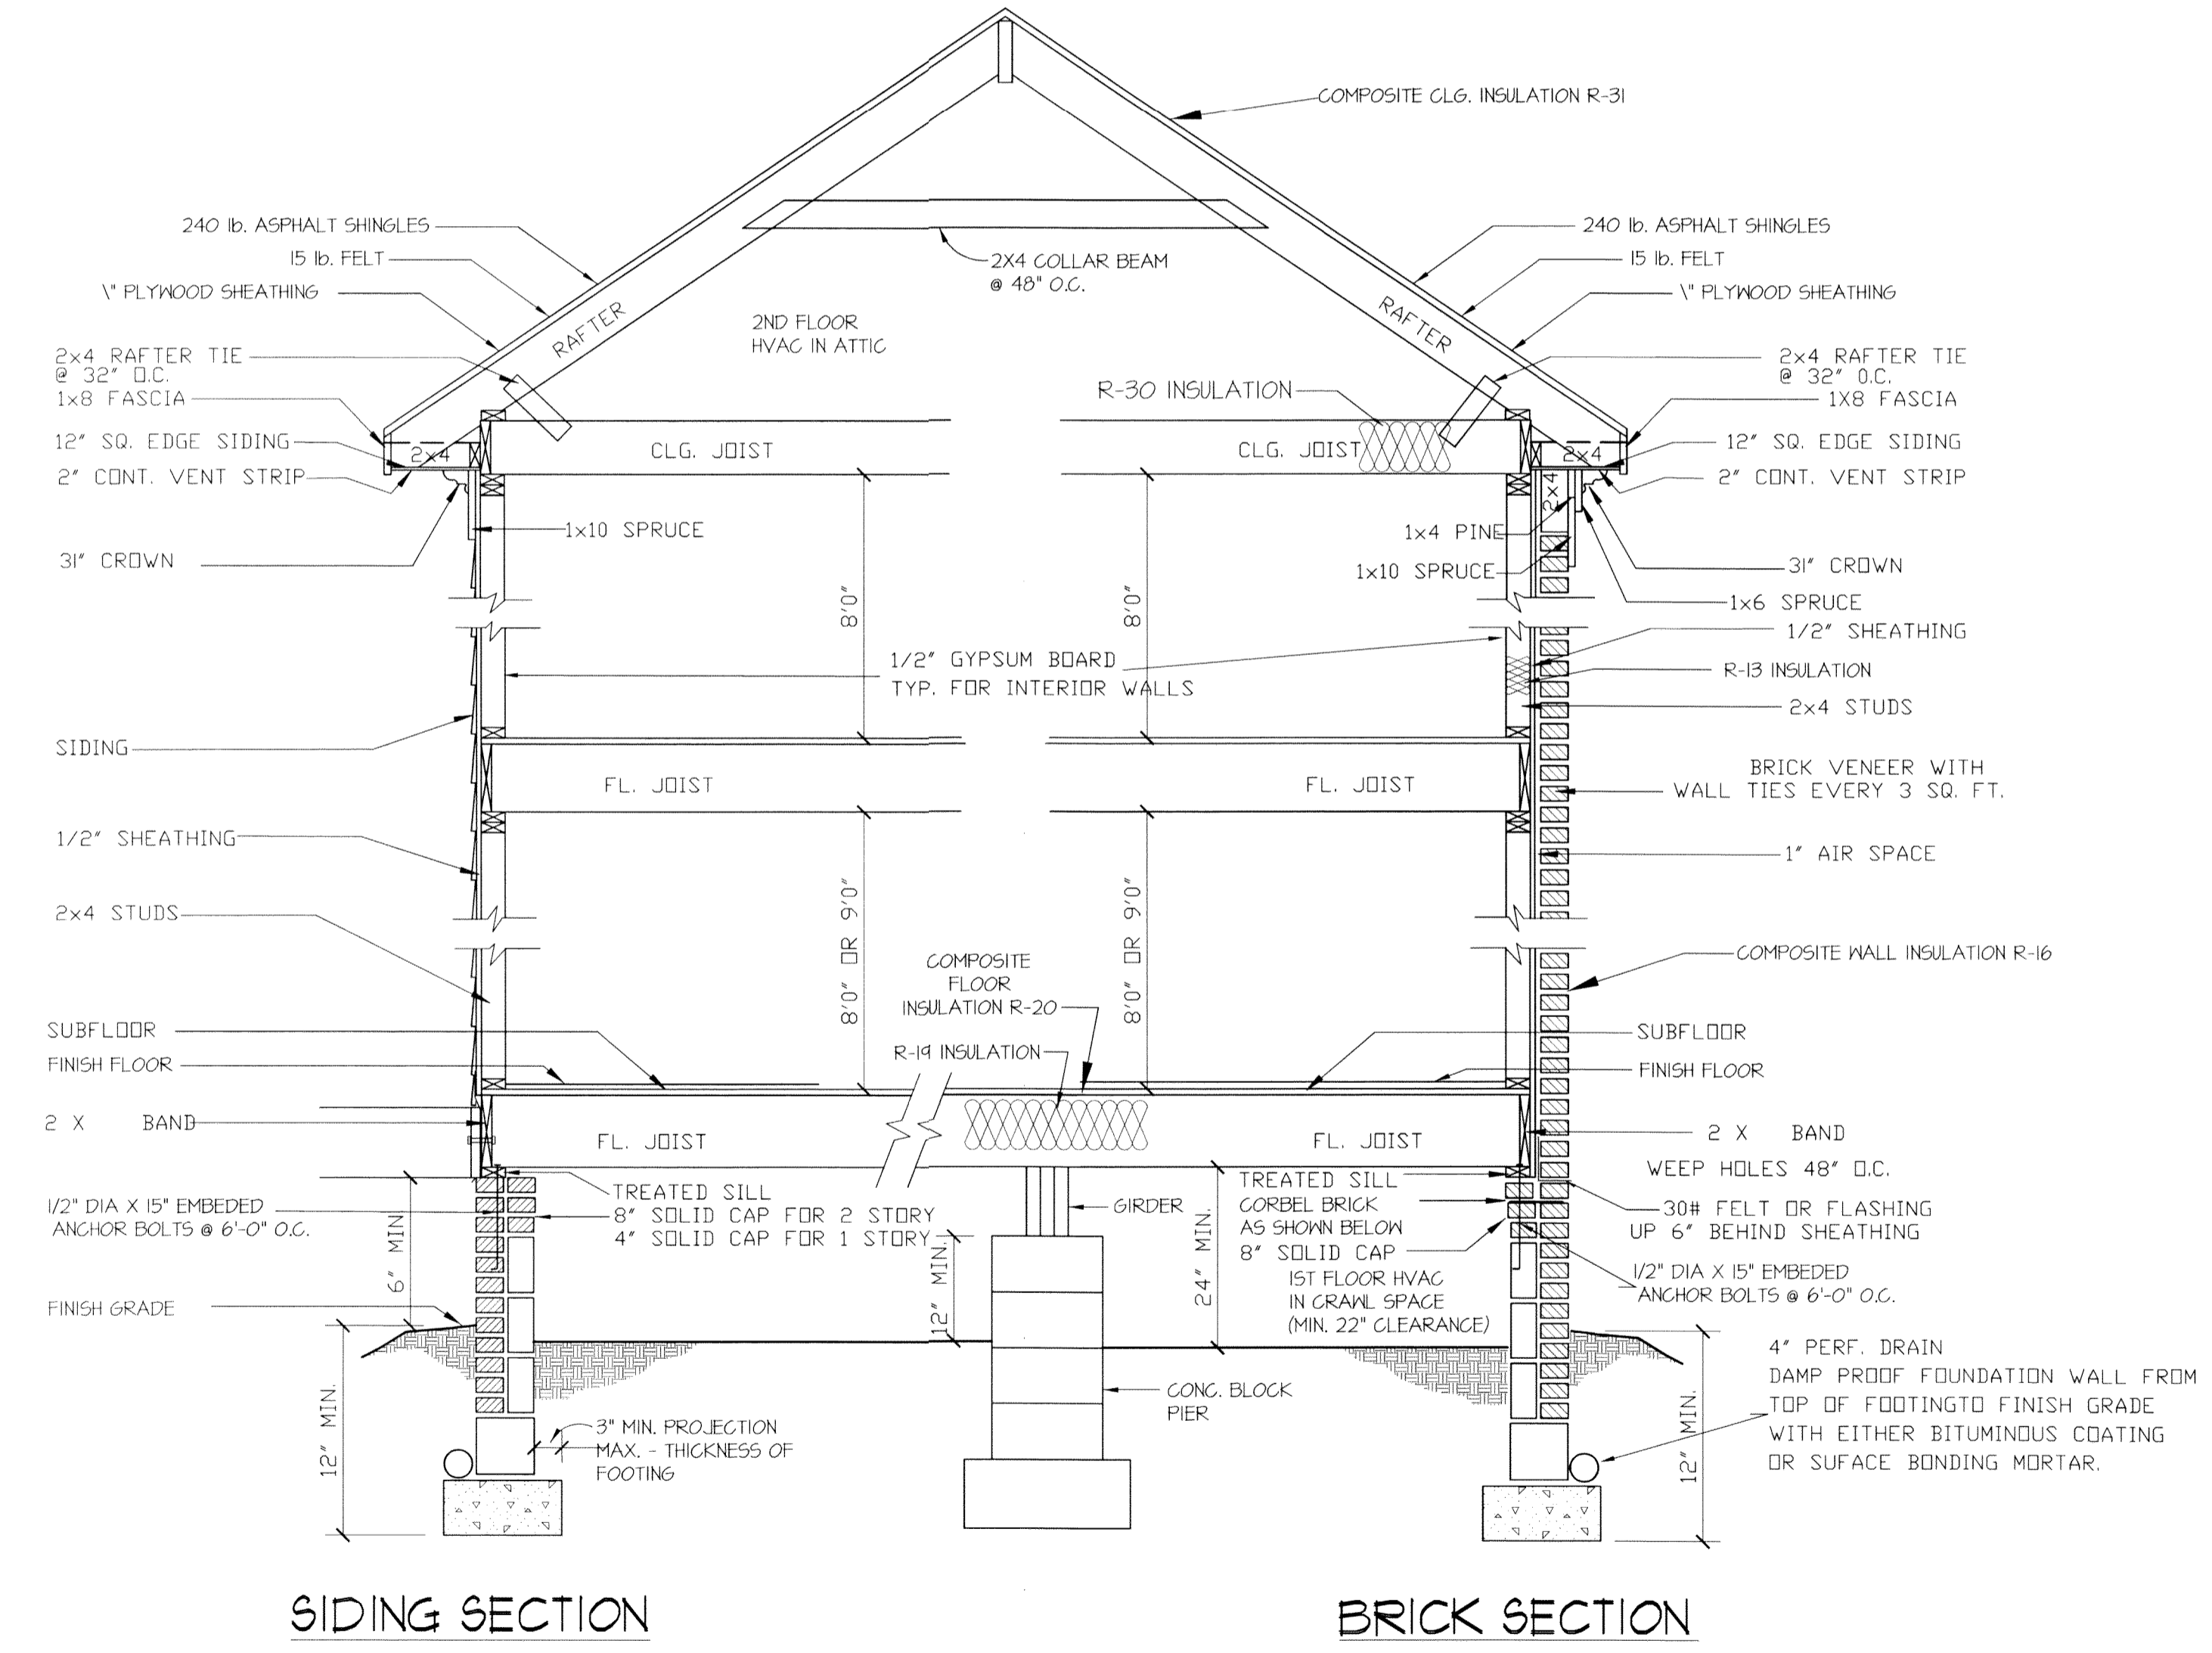 COMPOSITE CLG. INSULATION R-31
240 lb. ASPHALT SHINGLES
15 lb. FELT
\" PLYWOOD SHEATHING
2x4 RAFTER TIE
@ 32" O.C.
1x8 FASCIA
12" SQ. EDGE SIDING
2" CONT. VENT STRIP
31" CROWN
SIDING
1/2" SHEATHING
2x4 STUDS
SUBFLOOR
FINISH FLOOR
2 X BAND
1/2" DIA X 15" EMBEDED
ANCHOR BOLTS @ 6'-0" O.C.
FINISH GRADE
6" MIN.
12" MIN.
RAFTER
2X4 COLLAR BEAM
@ 48" O.C.
2ND FLOOR
HVAC IN ATTIC
RAFTER
R-30 INSULATION
CLG. JOIST
CLG. JOIST
2x4
1x10 SPRUCE
8'0"
8'0"
1/2" GYPSUM BOARD
TYP. FOR INTERIOR WALLS
FL. JOIST
FL. JOIST
8'0" OR 9'0"
8'0" OR 9'0"
COMPOSITE
FLOOR
INSULATION R-20
R-19 INSULATION
FL. JOIST
FL. JOIST
TREATED SILL
8" SOLID CAP FOR 2 STORY
4" SOLID CAP FOR 1 STORY
GIRDER
12" MIN.
24" MIN.
TREATED SILL
CORBEL BRICK
AS SHOWN BELOW
8" SOLID CAP
1ST FLOOR HVAC
IN CRAWL SPACE
(MIN. 22" CLEARANCE)
CONC. BLOCK
PIER
3" MIN. PROJECTION
MAX. - THICKNESS OF
FOOTING
240 lb. ASPHALT SHINGLES
15 lb. FELT
\" PLYWOOD SHEATHING
2x4 RAFTER TIE
@ 32" O.C.
1X8 FASCIA
12" SQ. EDGE SIDING
2x4
2x4
2" CONT. VENT STRIP
1x4 PINE
1x10 SPRUCE
31" CROWN
1x6 SPRUCE
1/2" SHEATHING
R-13 INSULATION
2x4 STUDS
BRICK VENEER WITH
WALL TIES EVERY 3 SQ. FT.
1" AIR SPACE
COMPOSITE WALL INSULATION R-16
SUBFLOOR
FINISH FLOOR
2 X BAND
WEEP HOLES 48" O.C.
30# FELT OR FLASHING
UP 6" BEHIND SHEATHING
1/2" DIA X 15" EMBEDED
ANCHOR BOLTS @ 6'-0" O.C.
4" PERF. DRAIN
DAMP PROOF FOUNDATION WALL FROM
TOP OF FOOTINGTO FINISH GRADE
WITH EITHER BITUMINOUS COATING
OR SUFACE BONDING MORTAR.
12" MIN.
SIDING SECTION
BRICK SECTION